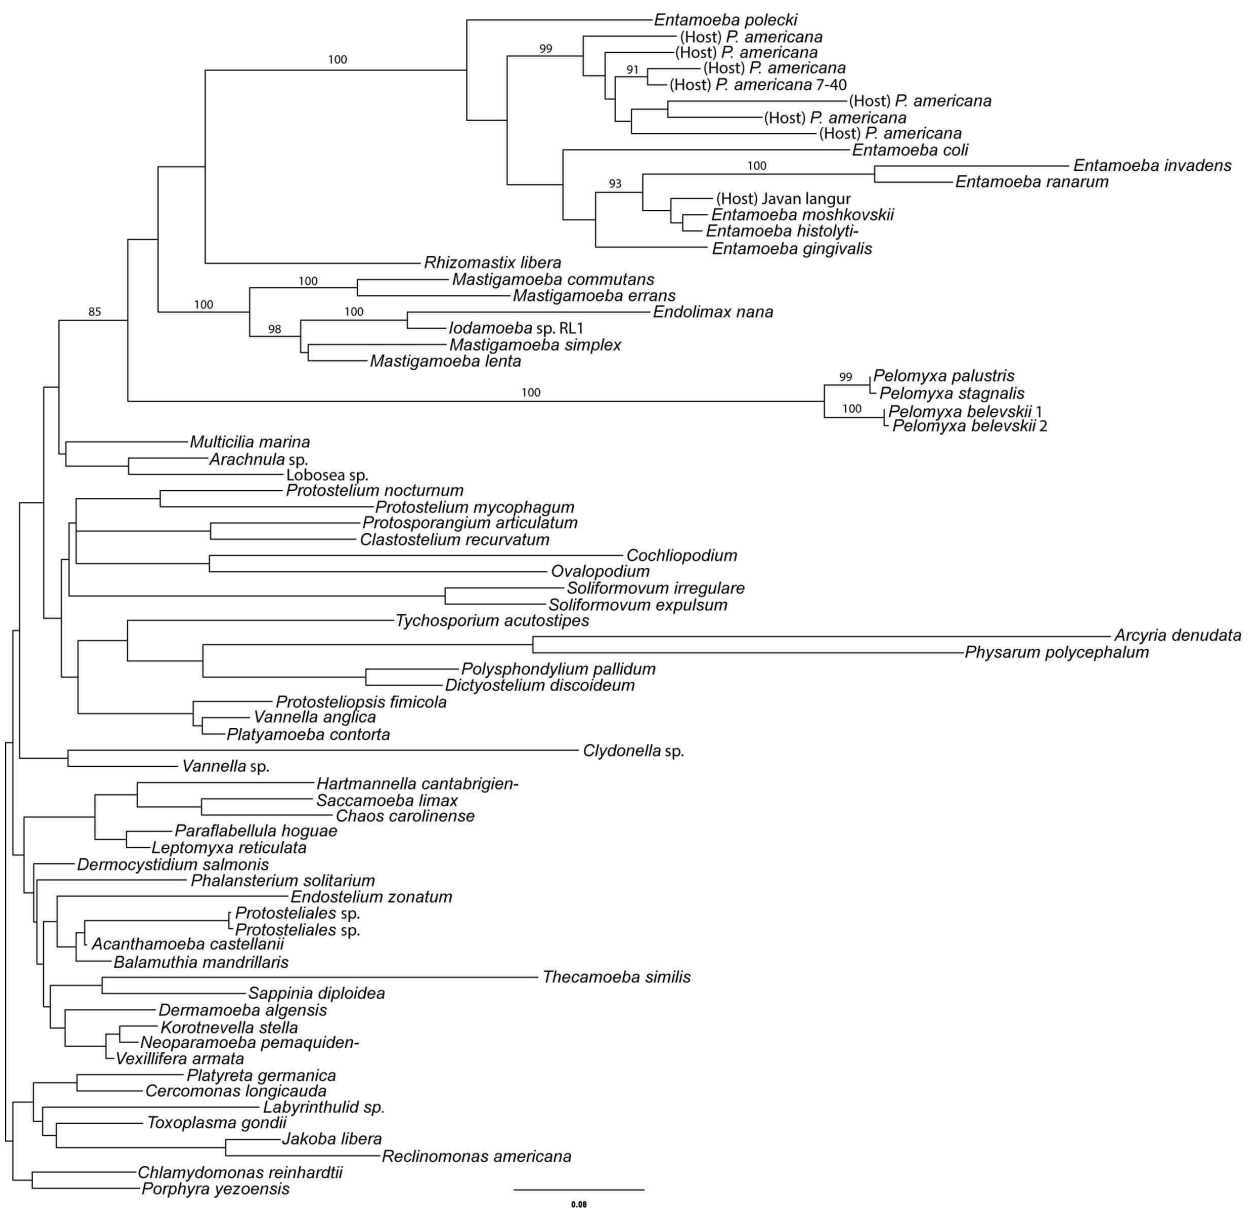 Entamoeba polecki
(Host) P. americana
99
(Host) P. americana
100
(Host) P. americana
91
(Host) P. americana 7-40
(Host) P. americana
(Host) P. americana
(Host) P. americana
Entamoeba coli
100
Entamoeba invadens
Entamoeba ranarum
93
(Host) Javan langur
Entamoeba moshkovskii
Entamoeba histolyti-
Entamoeba gingivalis
Rhizomastix libera
100
Mastigamoeba commutans
Mastigamoeba errans
100
100
Endolimax nana
85
98
Iodamoeba sp. RL1
Mastigamoeba simplex
Mastigamoeba lenta
99
Pelomyxa palustris
100
Pelomyxa stagnalis
100
Pelomyxa belevskii 1
Pelomyxa belevskii 2
Multicilia marina
Arachnula sp.
Lobosea sp.
Protostelium nocturnum
Protostelium mycophagum
Protosporangium articulatum
Clastostelium recurvatum
Cochliopodium
Ovalopodium
Soliformovum irregulare
Soliformovum expulsum
Tychosporium acutostipes
Arcyria denudata
Physarum polycephalum
Polysphondylium pallidum
Dictyostelium discoideum
Protosteliopsis fimicola
Vannella anglica
Platyamoeba contorta
Clydonella sp.
Vannella sp.
Hartmannella cantabrigien-
Saccamoeba limax
Chaos carolinense
Paraflabellula hoguae
Leptomyxa reticulata
Dermocystidium salmonis
Phalansterium solitarium
Endostelium zonatum
Protosteliales sp.
Protosteliales sp.
Acanthamoeba castellanii
Balamuthia mandrillaris
Thecamoeba similis
Sappinia diploidea
Dermamoeba algensis
Korotnevella stella
Neoparamoeba pemaquiden-
Vexillifera armata
Platyreta germanica
Cercomonas longicauda
Labyrinthulid sp.
Toxoplasma gondii
Jakoba libera
Reclinomonas americana
Chlamydomonas reinhardtii
Porphyra yezoensis
0.08